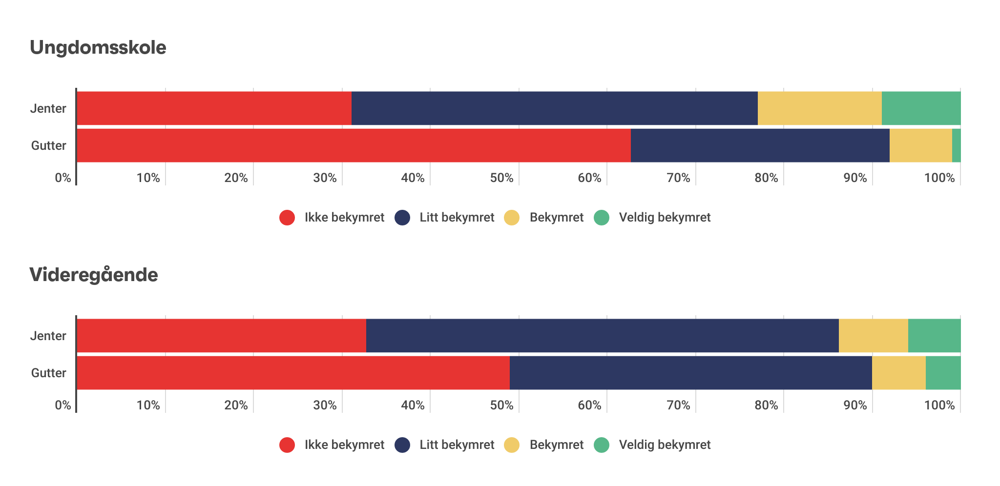 Ungdomsskole
Jenter
Gutter
0% 10% 20% 30% 40% 50% 60% 70% 80% 90% 100%
Ikke bekymret Litt bekymret Bekymret Veldig bekymret
Videregående
Jenter
Gutter
0% 10% 20% 30% 40% 50% 60% 70% 80% 90% 100%
Ikke bekymret Litt bekymret Bekymret Veldig bekymret